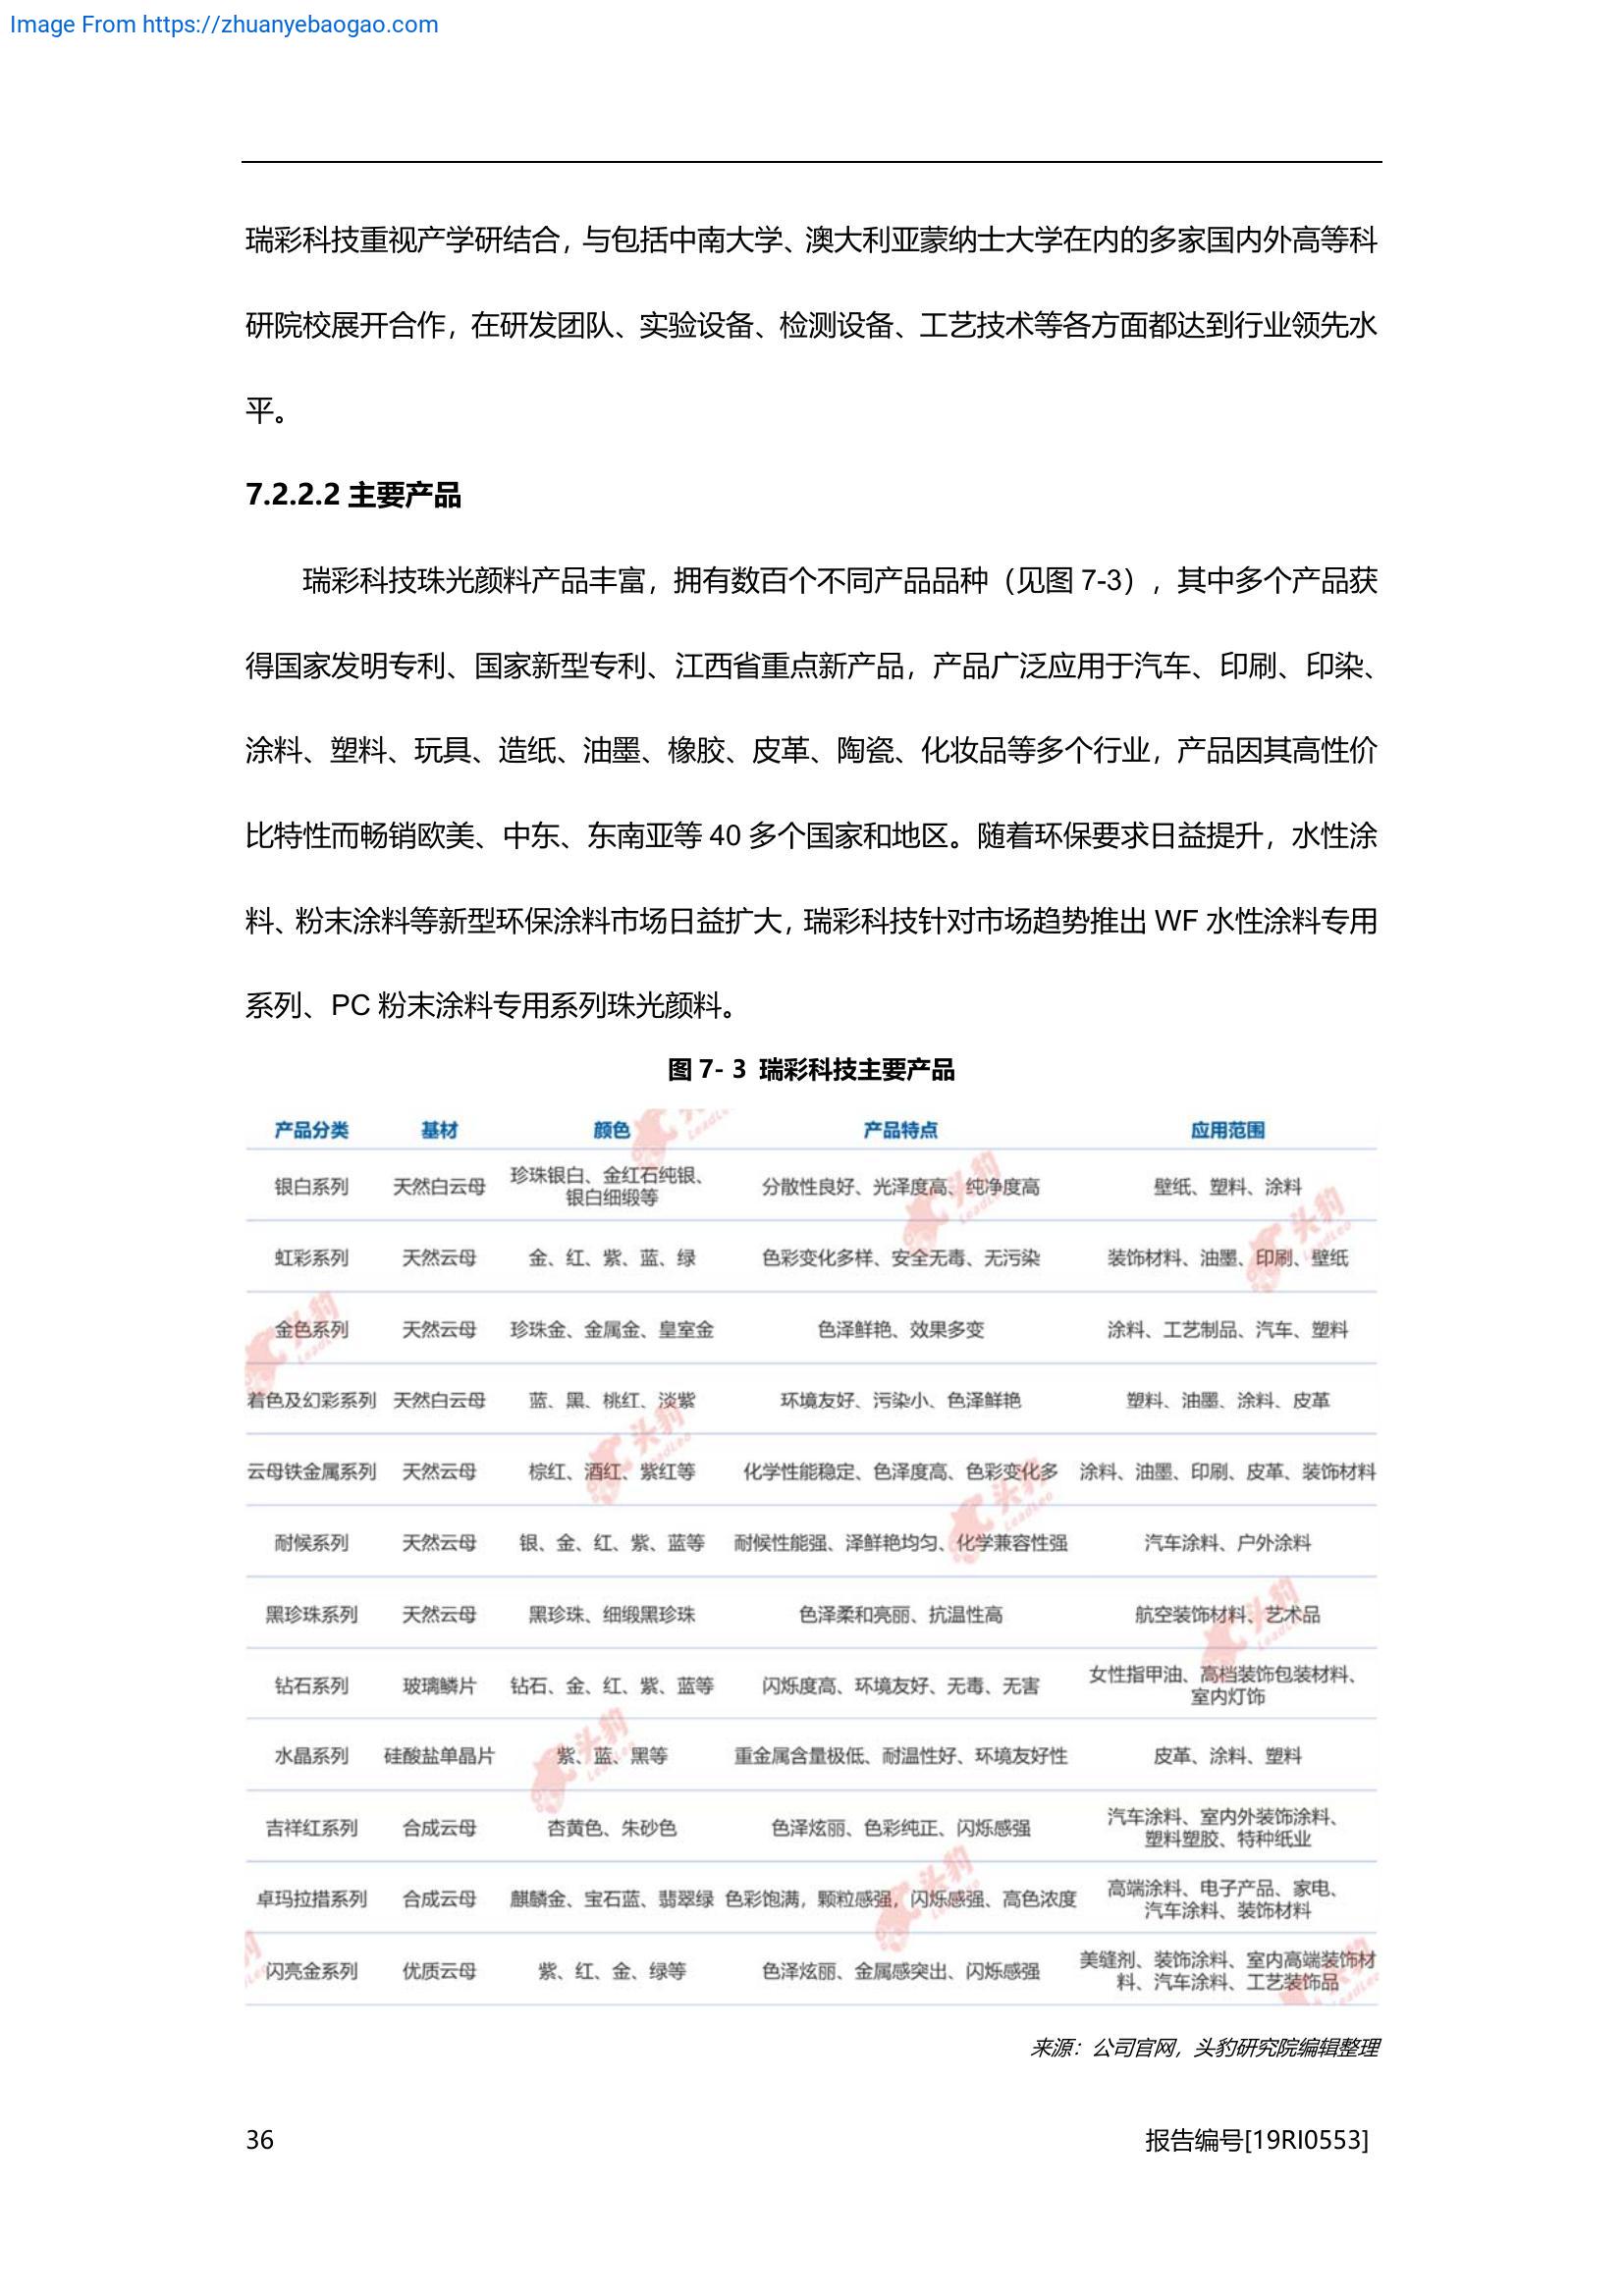 Image From https://zhuanyebaogao.com
瑞彩科技重视产学研结合，与包括中南大学、澳大利亚蒙纳士大学在内的多家国内外高等科
研院校展开合作，在研发团队、实验设备、检测设备、工艺技术等各方面都达到行业领先水
平。
7.2.2.2 主要产品
瑞彩科技珠光颜料产品丰富，拥有数百个不同产品品种（见图 7-3），其中多个产品获
得国家发明专利、国家新型专利、江西省重点新产品，产品广泛应用于汽车、印刷、印染、
涂料、塑料、玩具、造纸、油墨、橡胶、皮革、陶瓷、化妆品等多个行业，产品因其高性价
比特性而畅销欧美、中东、东南亚等 40 多个国家和地区。随着环保要求日益提升，水性涂
料、粉末涂料等新型环保涂料市场日益扩大，瑞彩科技针对市场趋势推出 WF 水性涂料专用
系列、PC 粉末涂料专用系列珠光颜料。
图 7- 3 瑞彩科技主要产品
产品分类 基材 颜色 产品特点 应用范围
银白系列 天然白云母 珍珠银白、金红石纯银、银白细缎等 分散性良好、光泽度高、纯净度高 壁纸、塑料、涂料
虹彩系列 天然云母 金、红、紫、蓝、绿 色彩变化多样、安全无毒、无污染 装饰材料、油墨、印刷、壁纸
金色系列 天然云母 珍珠金、金属金、皇室金 色泽鲜艳、效果多变 涂料、工艺制品、汽车、塑料
着色及幻彩系列 天然白云母 蓝、黑、桃红、淡紫 环境友好、污染小、色泽鲜艳 塑料、油墨、涂料、皮革
云母铁金属系列 天然云母 棕红、酒红、紫红等 化学性能稳定、色泽度高、色彩变化多 涂料、油墨、印刷、皮革、装饰材料
耐候系列 天然云母 银、金、红、紫、蓝等 耐候性能强、泽鲜艳均匀、化学兼容性强 汽车涂料、户外涂料
黑珍珠系列 天然云母 黑珍珠、细缎黑珍珠 色泽柔和亮丽、抗温性高 航空装饰材料、艺术品
钻石系列 玻璃鳞片 钻石、金、红、紫、蓝等 闪烁度高、环境友好、无毒、无害 女性指甲油、高档装饰包装材料、室内灯饰
水晶系列 硅酸盐单晶片 紫、蓝、黑等 重金属含量极低、耐温性好、环境友好性 皮革、涂料、塑料
吉祥红系列 合成云母 杏黄色、朱砂色 色泽炫丽、色彩纯正、闪烁感强 汽车涂料、室内外装饰涂料、塑料塑胶、特种纸业
卓玛拉措系列 合成云母 麒麟金、宝石蓝、翡翠绿 色彩饱满，颗粒感强，闪烁感强、高色浓度 高端涂料、电子产品、家电、汽车涂料、装饰材料
闪亮金系列 优质云母 紫、红、金、绿等 色泽炫丽、金属感突出、闪烁感强 美缝剂、装饰涂料、室内高端装饰材料、汽车涂料、工艺装饰品
来源：公司官网，头豹研究院编辑整理
36 报告编号[19RI0553]